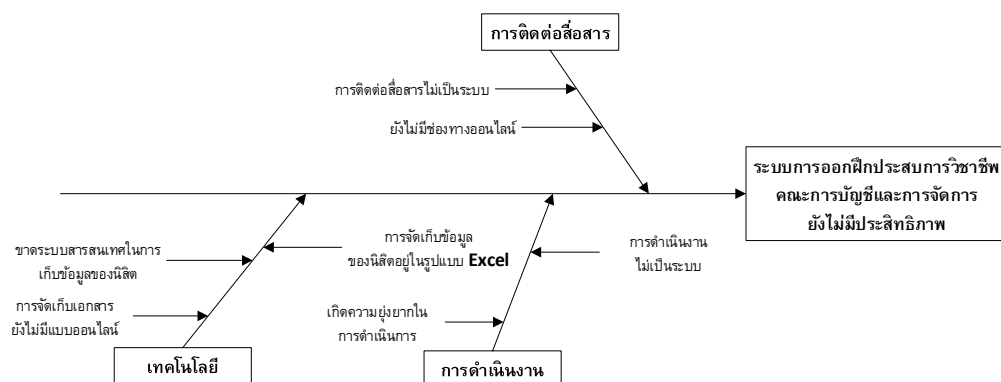 การติดต่อสื่อสาร
การติดต่อสื่อสารไม่เป็นระบบ
ยังไม่มีช่องทางออนไลน์
ระบบการออกฝึกประสบการวิชาชีพ
คณะการบัญชีและการจัดการ
ยังไม่มีประสิทธิภาพ
ขาดระบบสารสนเทศในการ
เก็บข้อมูลของนิสิต
การจัดเก็บข้อมูล
ของนิสิตอยู่ในรูปแบบ Excel
การดำเนินงาน
ไม่เป็นระบบ
การจัดเก็บเอกสาร
ยังไม่มีแบบออนไลน์
เกิดความยุ่งยากใน
การดำเนินการ
เทคโนโลยี
การดำเนินงาน